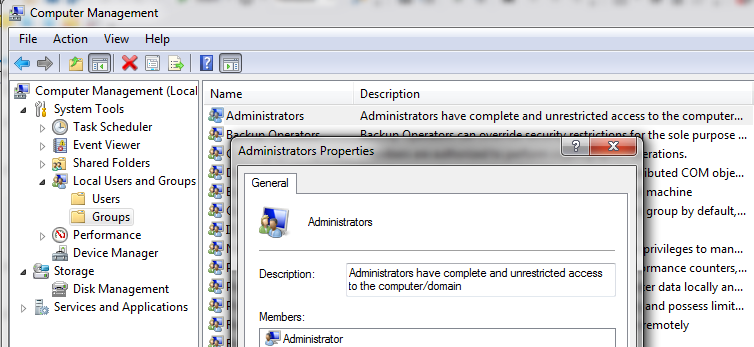 Computer Management
File Action View Help
Computer Management (Local
System Tools
Task Scheduler
Event Viewer
Shared Folders
Local Users and Groups
Users
Groups
Performance
Device Manager
Storage
Disk Management
Services and Applications
Name Description
Administrators Administrators have complete and unrestricted access to the computer...
Backup Operators Backup Operators can override security restrictions for the sole purpose ...
erations.
ibuted COM obje...
machine
group by default,...
privileges to man...
rmance counters,...
ter data locally an...
and possess limit...
remotely
Administrators Properties
General
Administrators
Description: Administrators have complete and unrestricted access
to the computer/domain
Members:
Administrator